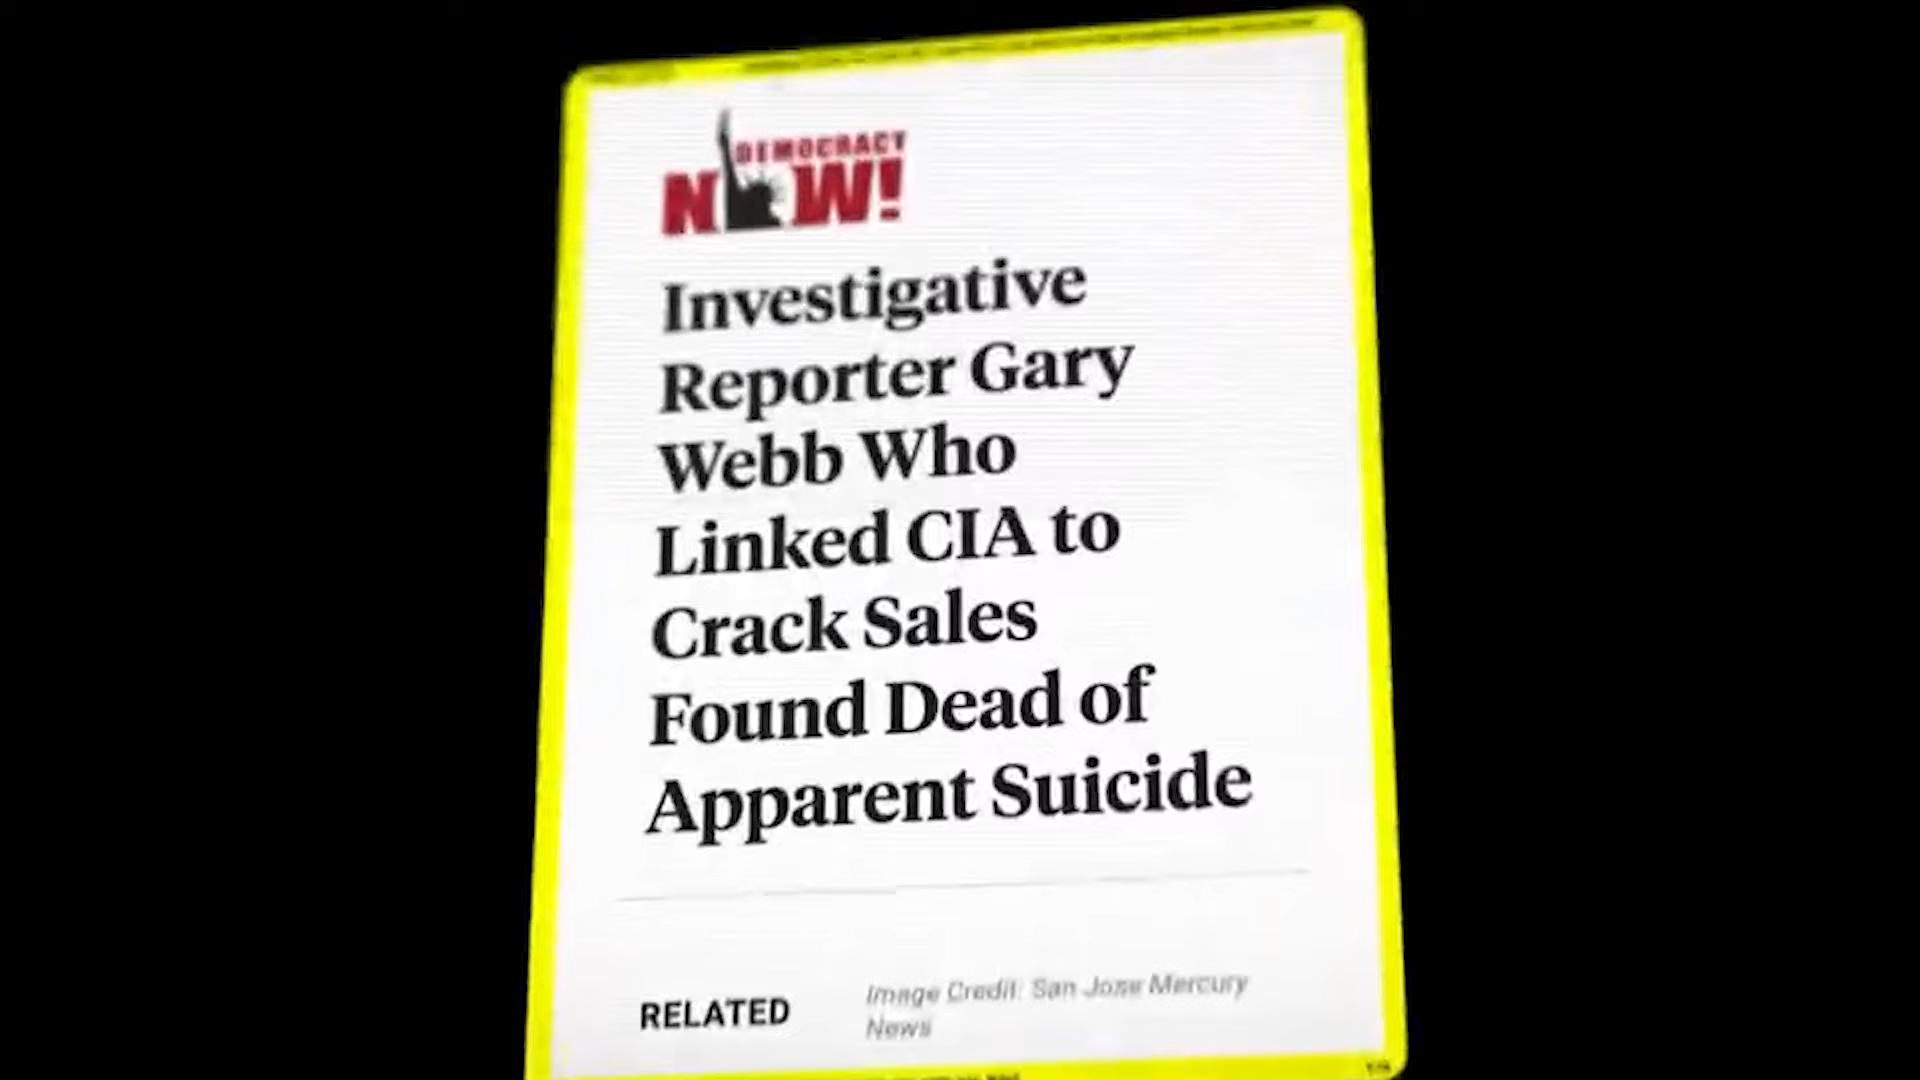 DEMOCRACY
NOW!
Investigative
Reporter Gary
Webb Who
Linked CIA to
Crack Sales
Found Dead of
Apparent Suicide
RELATED
Image Credit: San Jose Mercury
News